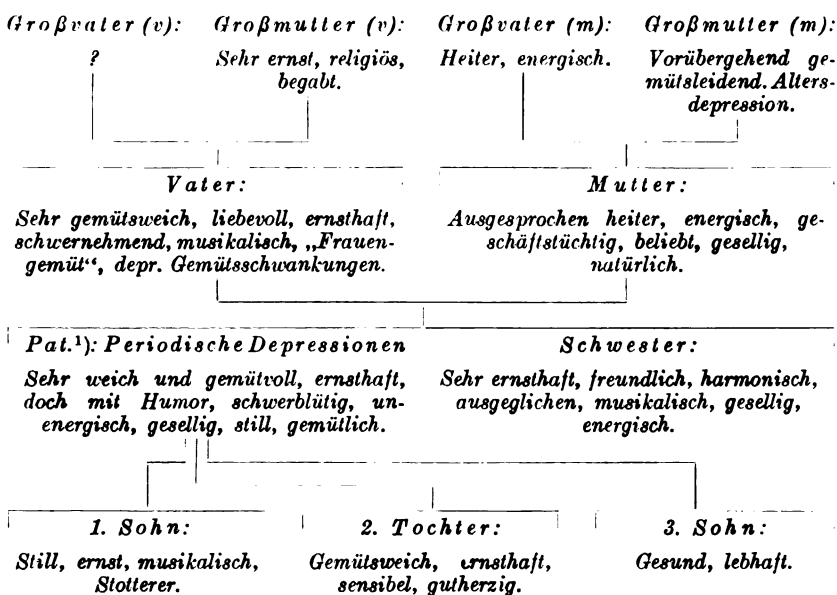 Großvater (v): Großmutter (v): Großvater (m): Großmutter (m):
? Sehr ernst, religiös, Heiter, energisch. Vorübergehend ge-
begabt. mütsleidend. Alters-
depression.
Vater: Mutter:
Sehr gemütsweich, liebevoll, ernsthaft, Ausgesprochen heiter, energisch, ge-
schwernehmend, musikalisch, „Frauen- schäftstüchtig, beliebt, gesellig,
gemüt“, depr. Gemütsschwankungen. natürlich.
Pat.¹): Periodische Depressionen Schwester:
Sehr weich und gemütvoll, ernsthaft, Sehr ernsthaft, freundlich, harmonisch,
doch mit Humor, schwerblütig, un- ausgeglichen, musikalisch, gesellig,
energisch, gesellig, still, gemütlich. energisch.
1. Sohn: 2. Tochter: 3. Sohn:
Still, ernst, musikalisch, Gemütsweich, ernsthaft, Gesund, lebhaft.
Stotterer. sensibel, gutherzig.